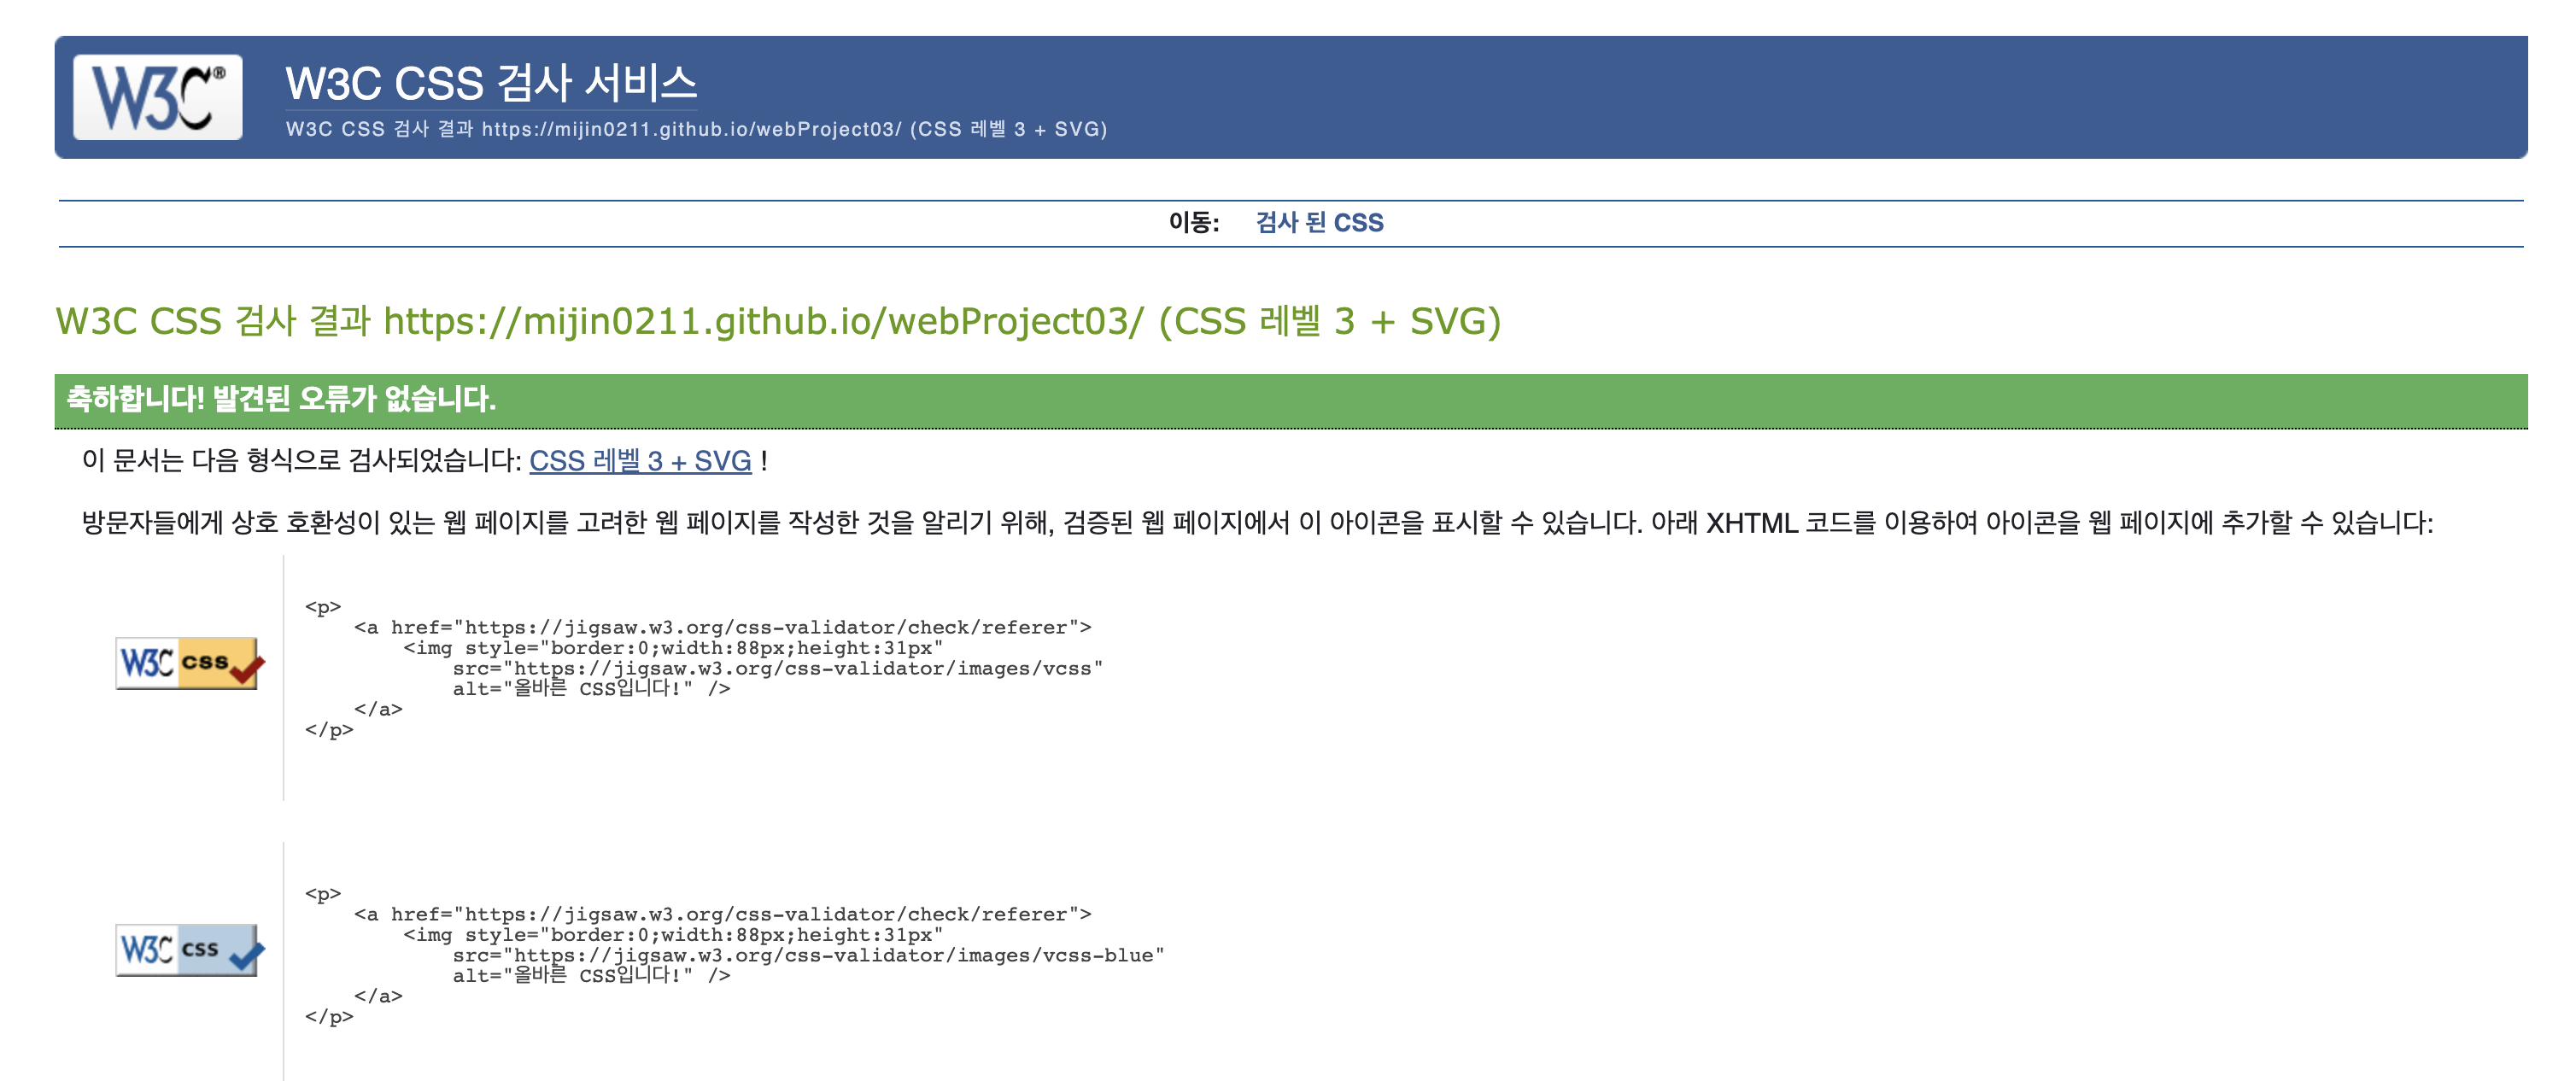 W3C®
W3C CSS 검사 서비스
W3C CSS 검사 결과 https://mijin0211.github.io/webProject03/ (CSS 레벨 3 + SVG)
이동: 검사 된 CSS
W3C CSS 검사 결과 https://mijin0211.github.io/webProject03/ (CSS 레벨 3 + SVG)
축하합니다! 발견된 오류가 없습니다.
이 문서는 다음 형식으로 검사되었습니다: CSS 레벨 3 + SVG !
방문자들에게 상호 호환성이 있는 웹 페이지를 고려한 웹 페이지를 작성한 것을 알리기 위해, 검증된 웹 페이지에서 이 아이콘을 표시할 수 있습니다. 아래 XHTML 코드를 이용하여 아이콘을 웹 페이지에 추가할 수 있습니다:
W3C css
<p>
    <a href="https://jigsaw.w3.org/css-validator/check/referer">
        <img style="border:0;width:88px;height:31px"
            src="https://jigsaw.w3.org/css-validator/images/vcss"
            alt="올바른 CSS입니다!" />
    </a>
</p>
W3C css
<p>
    <a href="https://jigsaw.w3.org/css-validator/check/referer">
        <img style="border:0;width:88px;height:31px"
            src="https://jigsaw.w3.org/css-validator/images/vcss-blue"
            alt="올바른 CSS입니다!" />
    </a>
</p>